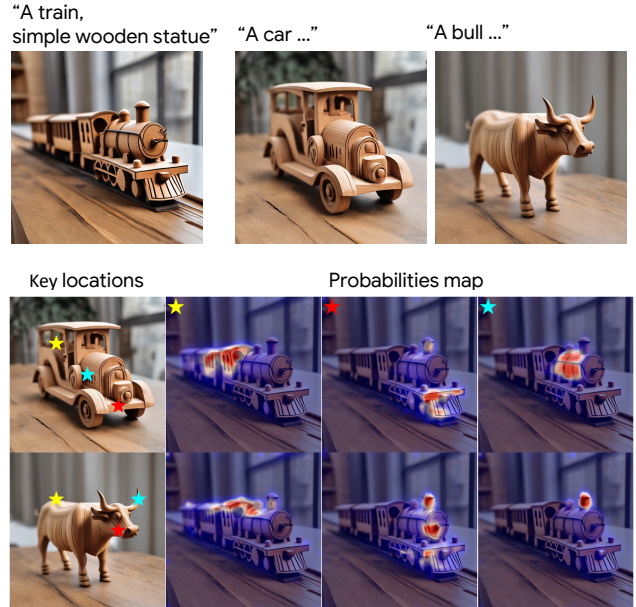 “A train,
simple wooden statue”
“A car ...”
“A bull ...”
Key locations
Probabilities map